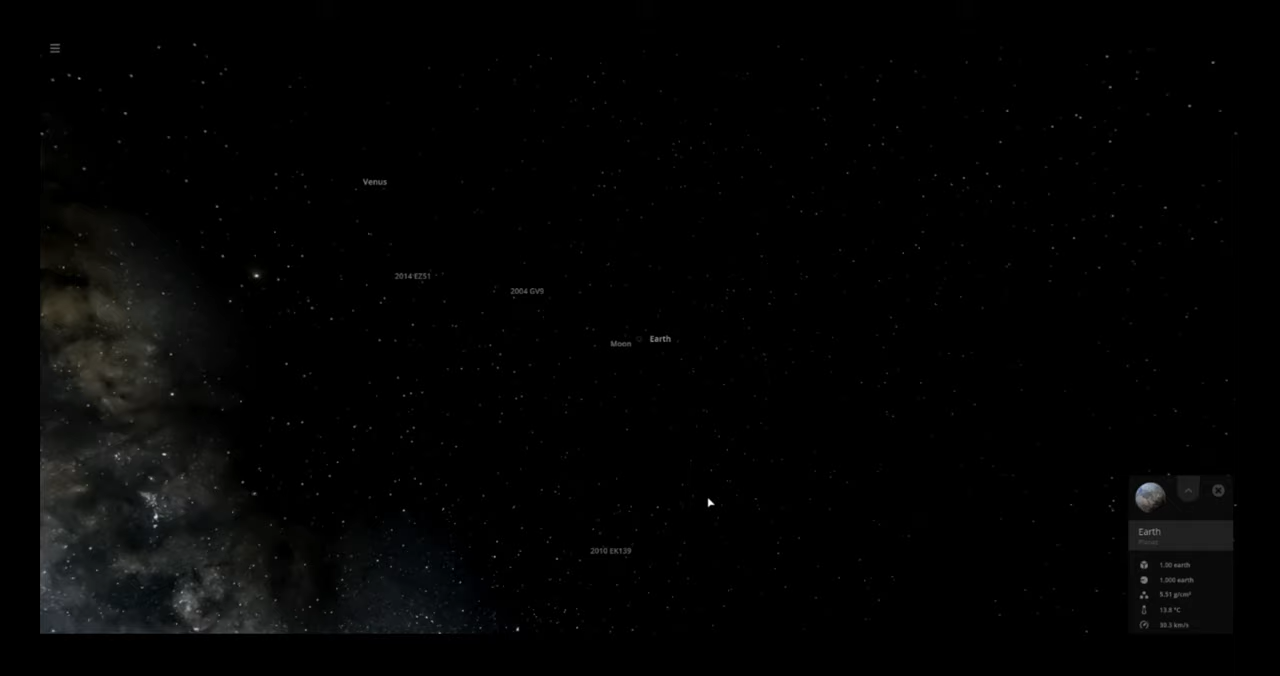 Venus
2014 EZ51
2004 GV9
Moon
Earth
2010 EK139
Earth
Planet
1.00 earth
1.000 earth
5.51 g/cm³
13.8 °C
30.3 km/s